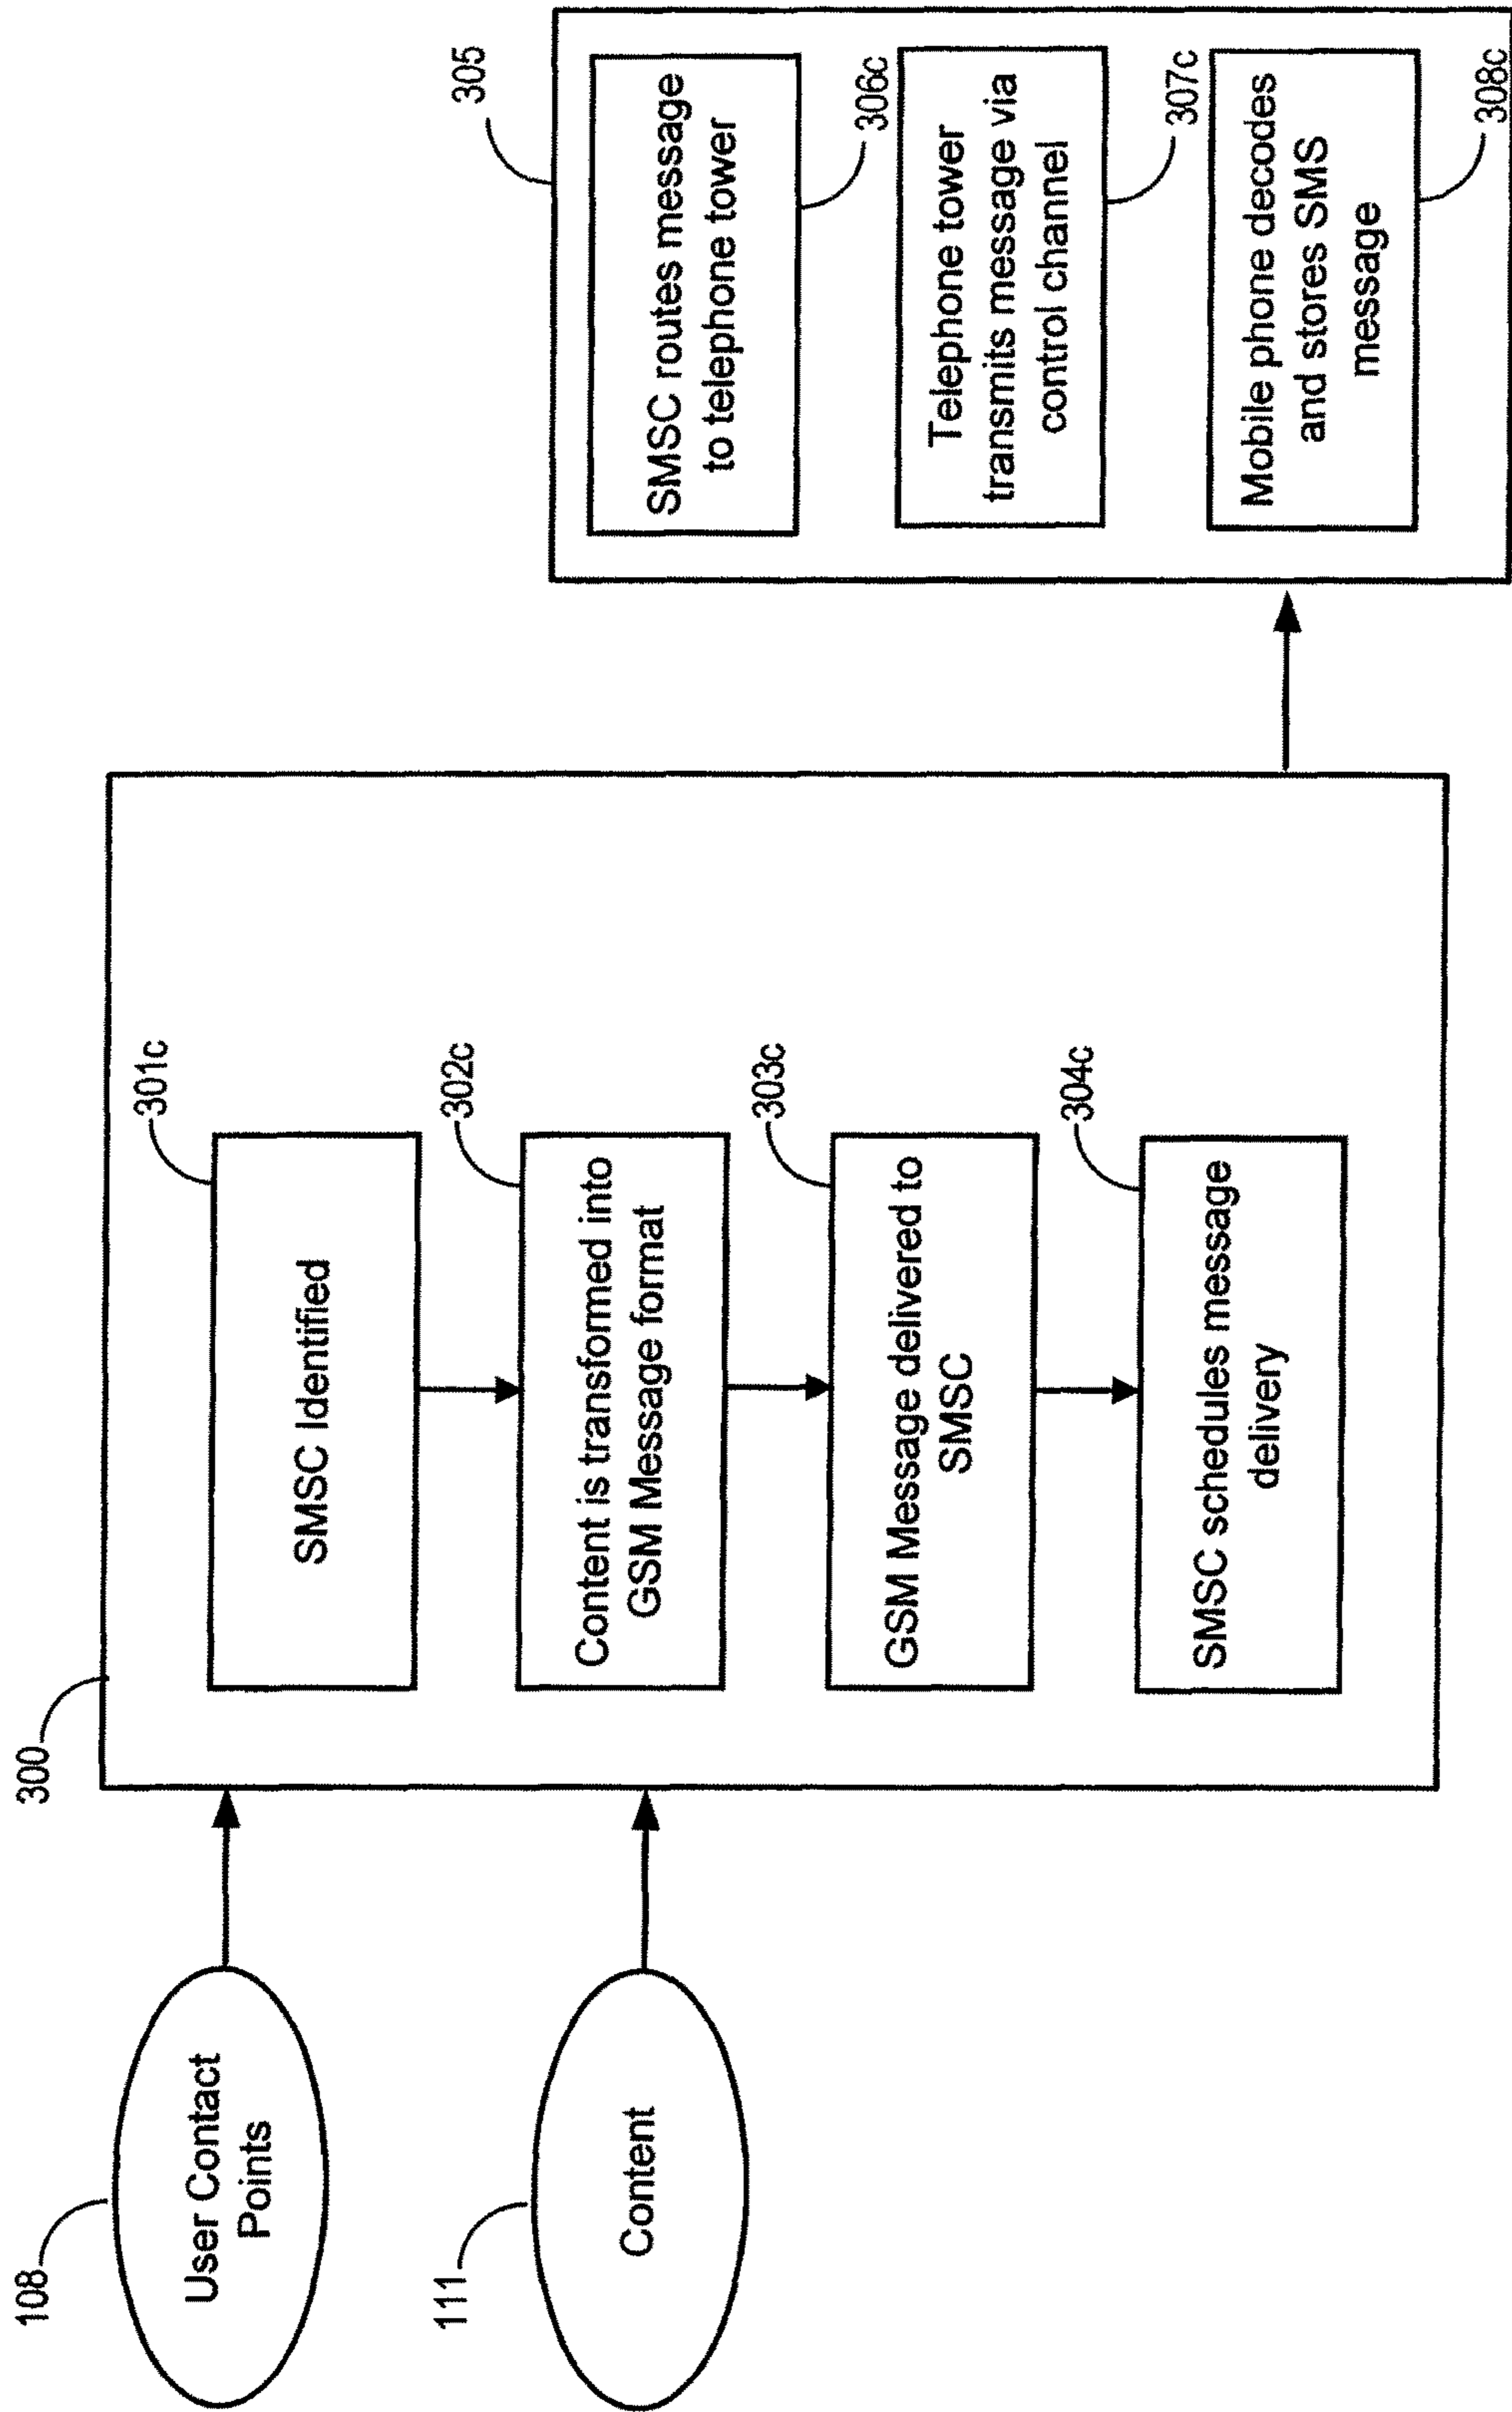 108
User Contact
Points
111
Content
300
301c
SMSC Identified
302c
Content is transfomed into
GSM Message format
303c
GSM Message delivered to
SMSC
304c
SMSC schedules message
delivery
305
SMSC routes message
to telephone tower
306c
Telephone tower
transmits message via
control channel
307c
Mobile phone decodes
and stores SMS
message
308c